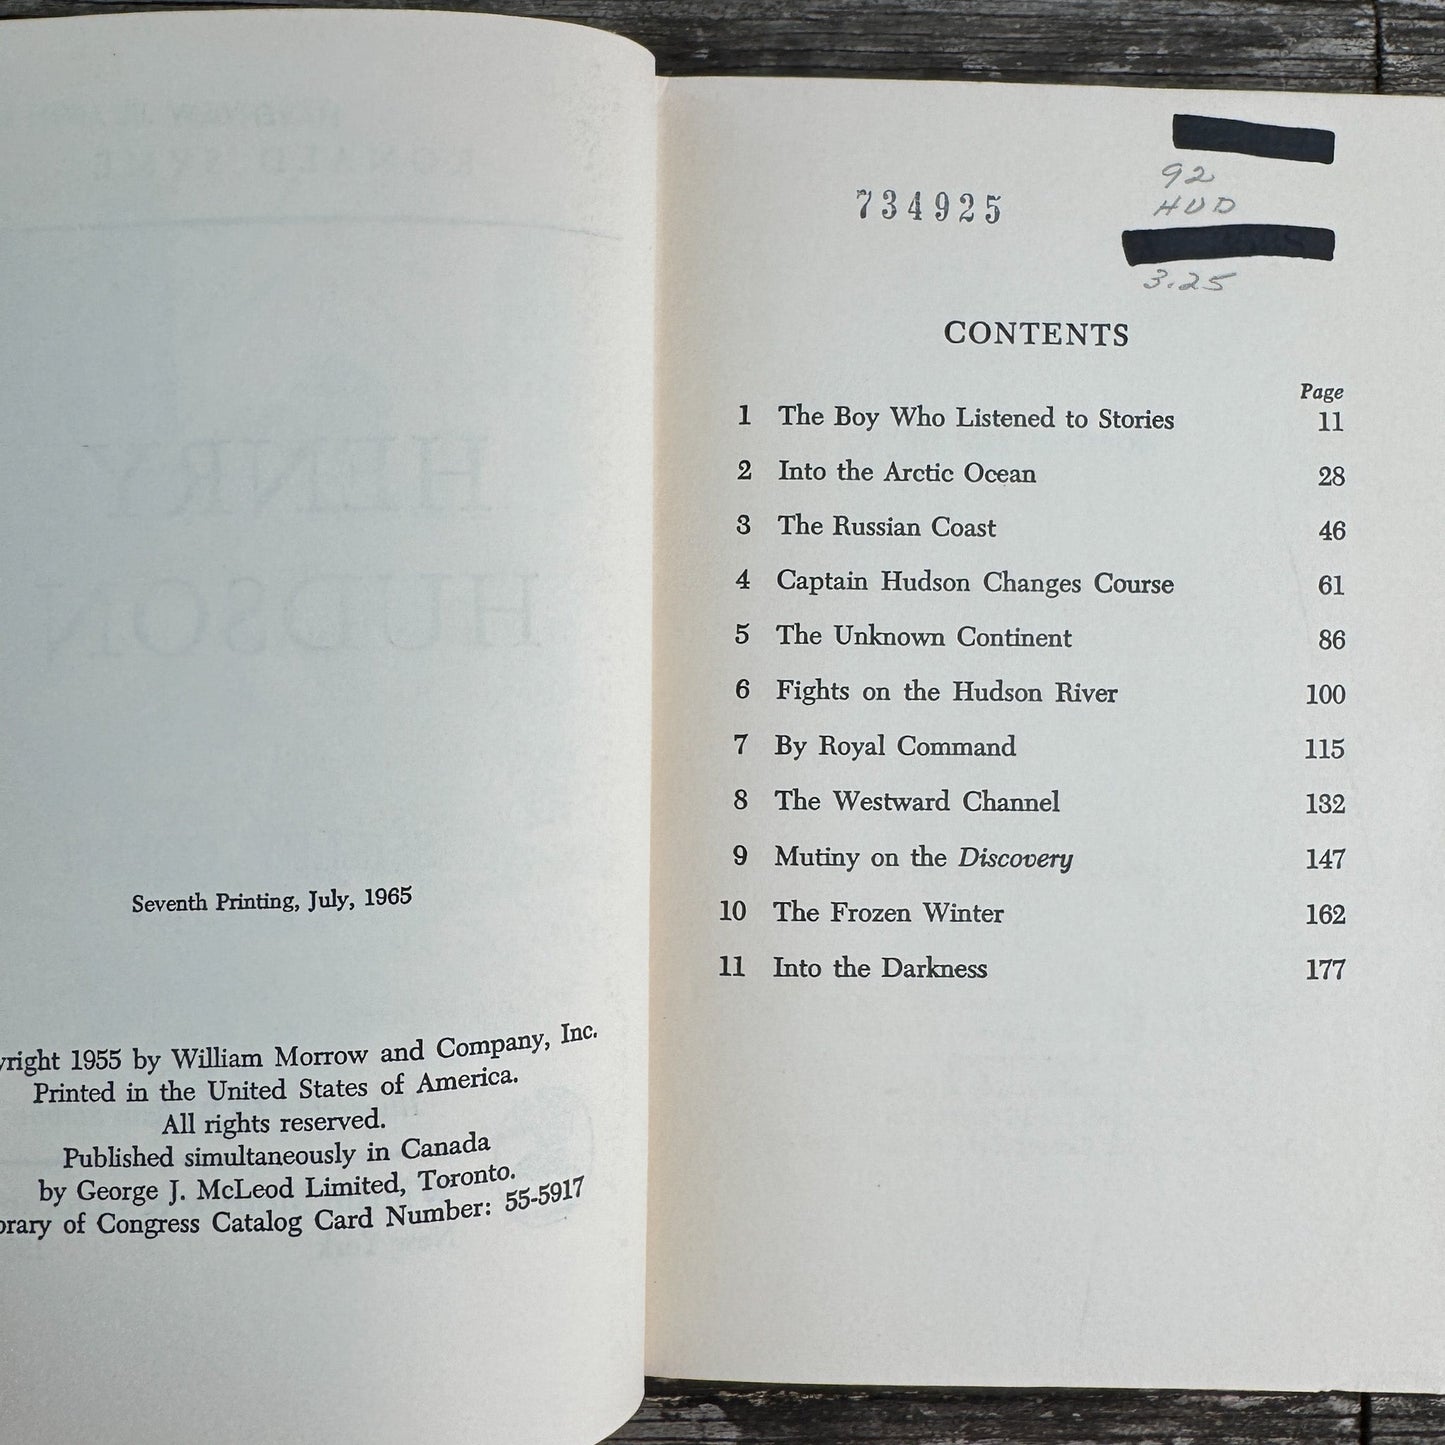 HENRY
HUDSON
Seventh Printing, July, 1965
right 1955 by William Morrow and Company, Inc.
Printed in the United States of America.
All rights reserved.
Published simultaneously in Canada
by George J. McLeod Limited, Toronto.
rary of Congress Catalog Card Number: 55-5917
734925
92
HUD
3.25
CONTENTS
Page
1 The Boy Who Listened to Stories 11
2 Into the Arctic Ocean 28
3 The Russian Coast 46
4 Captain Hudson Changes Course 61
5 The Unknown Continent 86
6 Fights on the Hudson River 100
7 By Royal Command 115
8 The Westward Channel 132
9 Mutiny on the Discovery 147
10 The Frozen Winter 162
11 Into the Darkness 177